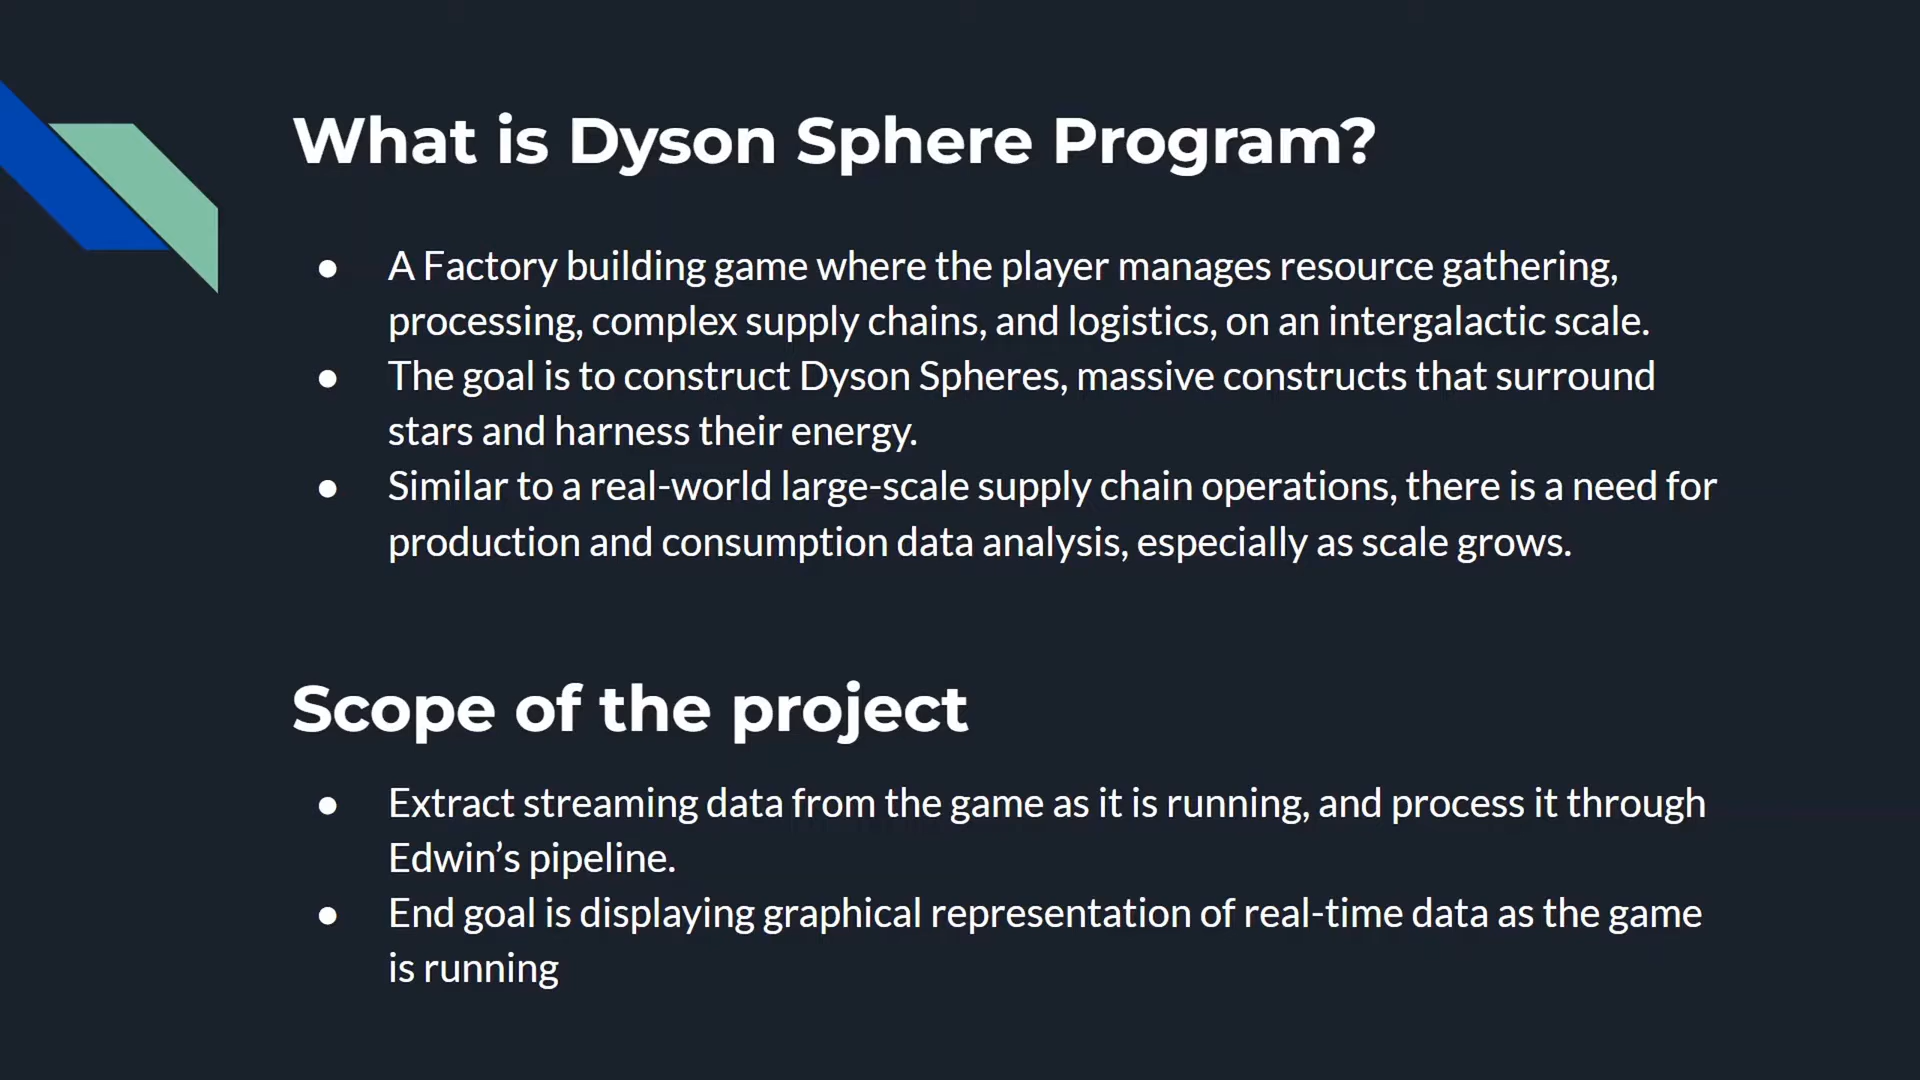 What is Dyson Sphere Program?
● A Factory building game where the player manages resource gathering,
processing, complex supply chains, and logistics, on an intergalactic scale.
● The goal is to construct Dyson Spheres, massive constructs that surround
stars and harness their energy.
● Similar to a real-world large-scale supply chain operations, there is a need for
production and consumption data analysis, especially as scale grows.
Scope of the project
● Extract streaming data from the game as it is running, and process it through
Edwin’s pipeline.
● End goal is displaying graphical representation of real-time data as the game
is running